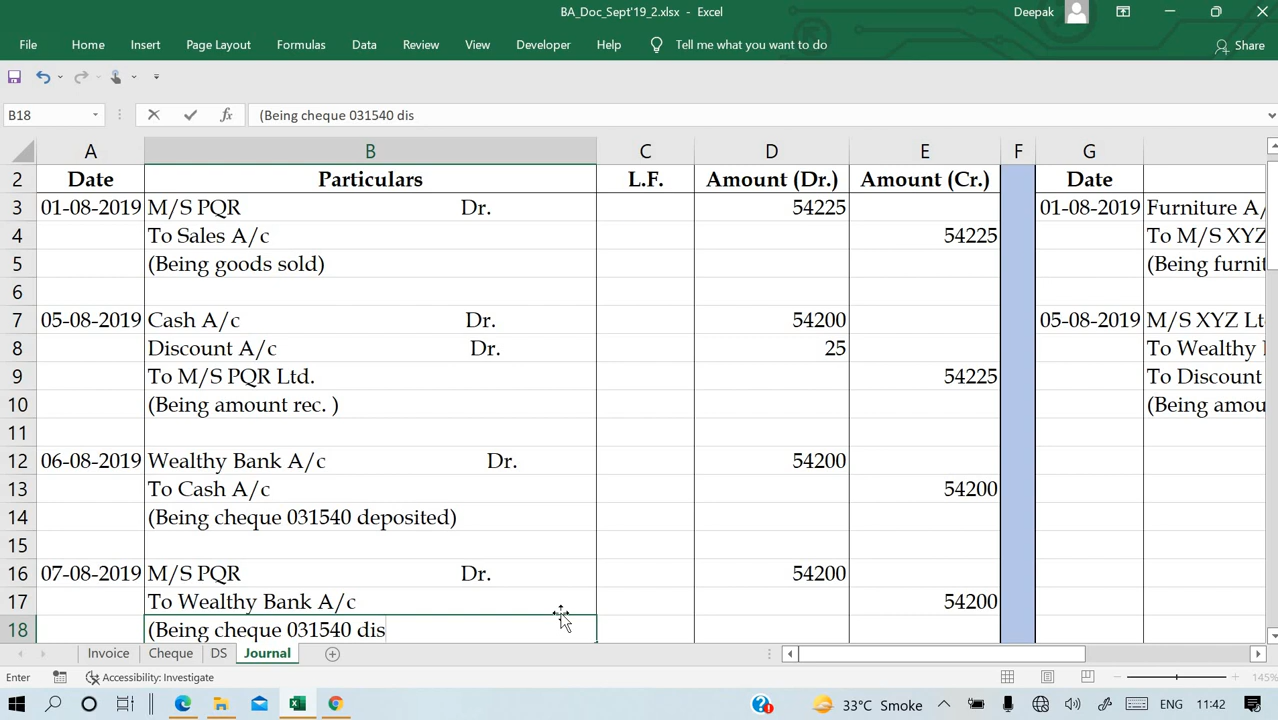 BA_Doc_Sept'19_2.xlsx - Excel
Deepak
File Home Insert Page Layout Formulas Data Review View Developer Help Tell me what you want to do Share
B18 fx (Being cheque 031540 dis
A B C D E F G
2 Date Particulars L.F. Amount (Dr.) Amount (Cr.) Date
3 01-08-2019 M/S PQR Dr. 54225 01-08-2019 Furniture A/
4 To Sales A/c 54225 To M/S XYZ
5 (Being goods sold) (Being furnit
6
7 05-08-2019 Cash A/c Dr. 54200 05-08-2019 M/S XYZ Lt
8 Discount A/c Dr. 25 To Wealthy
9 To M/S PQR Ltd. 54225 To Discount
10 (Being amount rec. ) (Being amou
11
12 06-08-2019 Wealthy Bank A/c Dr. 54200
13 To Cash A/c 54200
14 (Being cheque 031540 deposited)
15
16 07-08-2019 M/S PQR Dr. 54200
17 To Wealthy Bank A/c 54200
18 (Being cheque 031540 dis
Invoice Cheque DS Journal
Enter Accessibility: Investigate 145%
33°C Smoke ENG 11:42